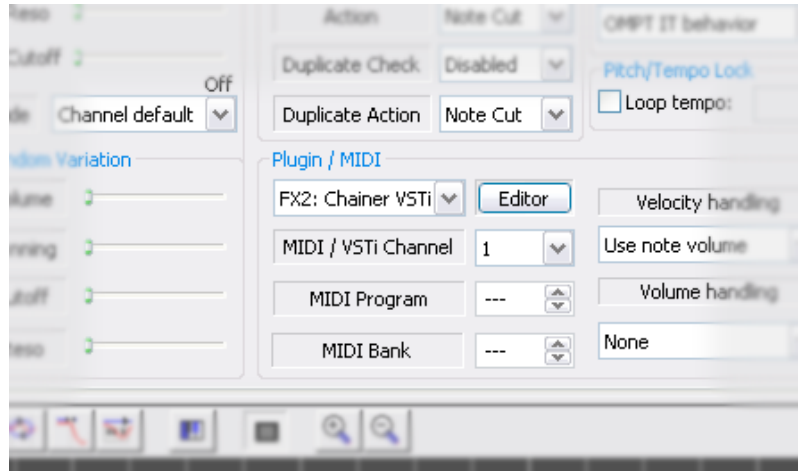 Reso
Action
Note Cut
OMPT IT behavior
Cutoff
Duplicate Check
Disabled
Pitch/Tempo Lock
Off
Channel default
Duplicate Action
Note Cut
Loop tempo:
Variation
Plugin / MIDI
FX2: Chainer VSTi
Editor
Velocity handling
MIDI / VSTi Channel
1
Use note volume
MIDI Program
---
Volume handling
MIDI Bank
---
None
Reso